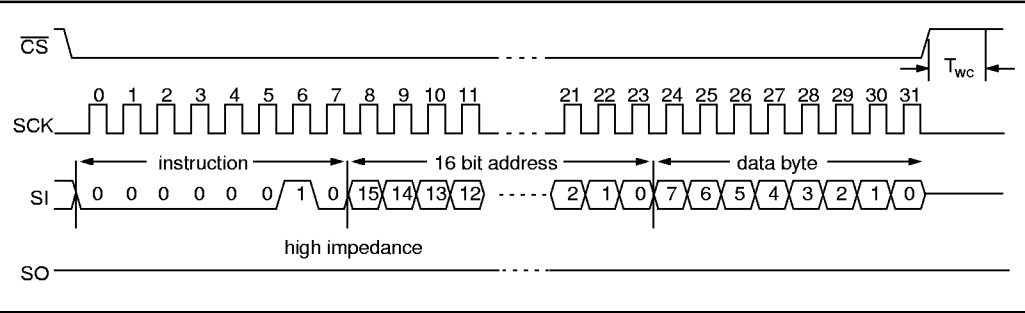 CS
Twc
0 1 2 3 4 5 6 7 8 9 10 11 21 22 23 24 25 26 27 28 29 30 31
SCK
instruction 16 bit address data byte
SI 0 0 0 0 0 0 1 0 15 14 13 12 2 1 0 7 6 5 4 3 2 1 0
high impedance
SO